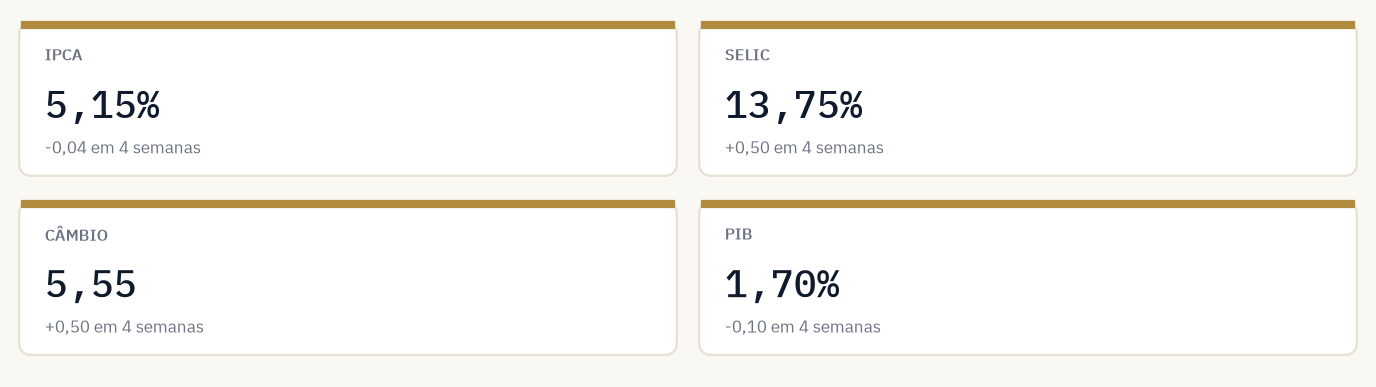 IPCA
5,15%
-0,04 em 4 semanas
SELIC
13,75%
+0,50 em 4 semanas
CÂMBIO
5,55
+0,50 em 4 semanas
PIB
1,70%
-0,10 em 4 semanas